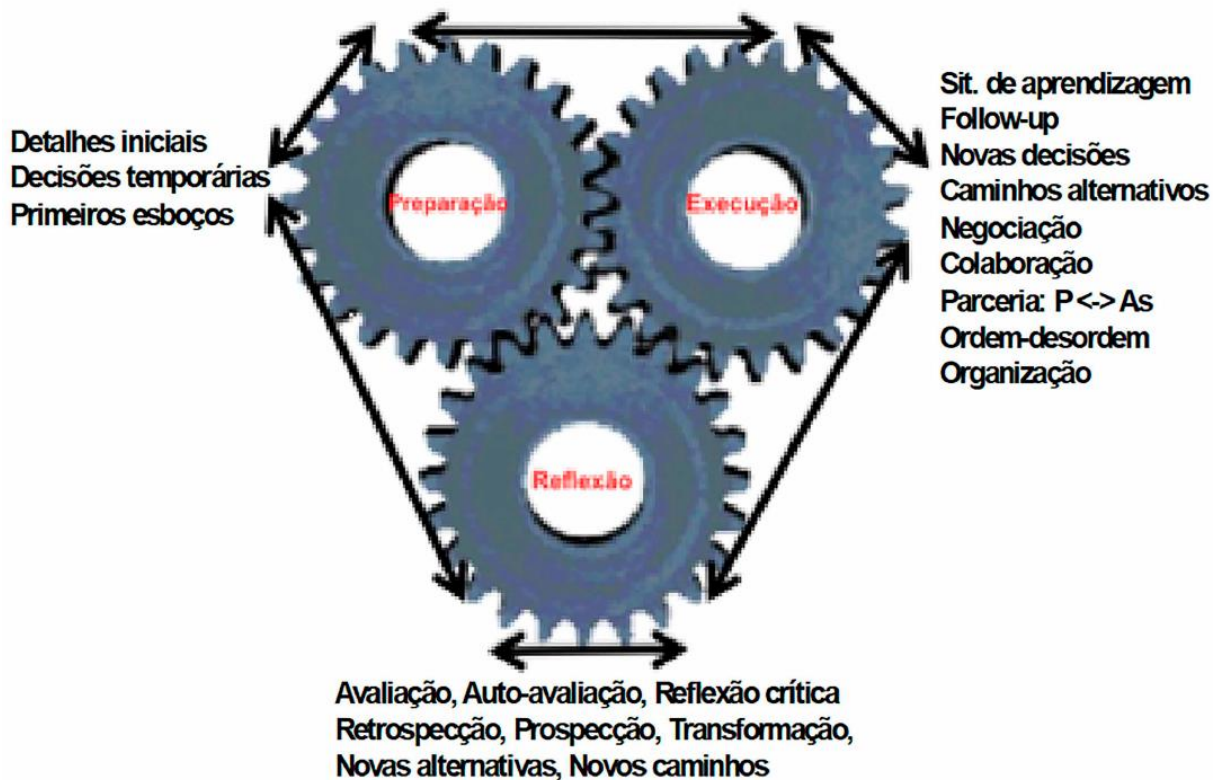 Detalhes iniciais
Decisões temporárias
Primeiros esboços
Preparação
Execução
Sit. de aprendizagem
Follow-up
Novas decisões
Caminhos alternativos
Negociação
Colaboração
Parceria: P <-> As
Ordem-desordem
Organização
Reflexão
Avaliação, Auto-avaliação, Reflexão crítica
Retrospecção, Prospecção, Transformação,
Novas alternativas, Novos caminhos